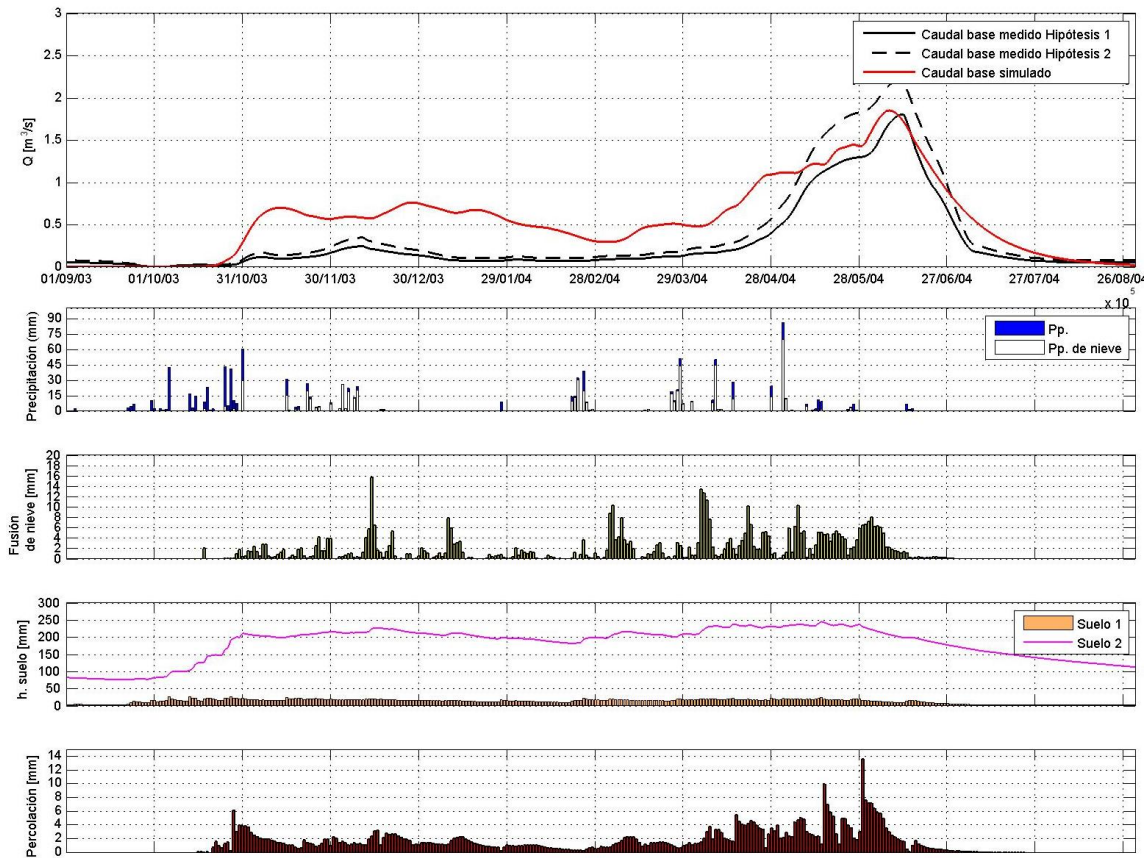 3
2.5
2
1.5
1
0.5
0
Q [m³/s]
Caudal base medido Hipótesis 1
Caudal base medido Hipótesis 2
Caudal base simulado
01/09/03 01/10/03 31/10/03 30/11/03 30/12/03 29/01/04 28/02/04 29/03/04 28/04/04 28/05/04 27/06/04 27/07/04 26/08/04
x 10⁵
90
75
60
45
30
15
0
Precipitación (mm)
Pp.
Pp. de nieve
20
18
16
14
12
10
8
6
4
2
0
Fusión
de nieve [mm]
300
250
200
150
100
50
0
h. suelo [mm]
Suelo 1
Suelo 2
14
12
10
8
6
4
2
0
Percolación [mm]